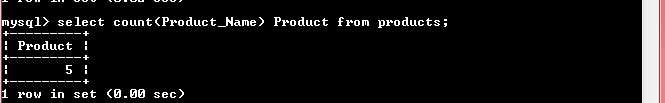 mysql> select count(Product_Name) Product from products;
+---------+
| Product |
+---------+
|       5 |
+---------+
1 row in set (0.00 sec)